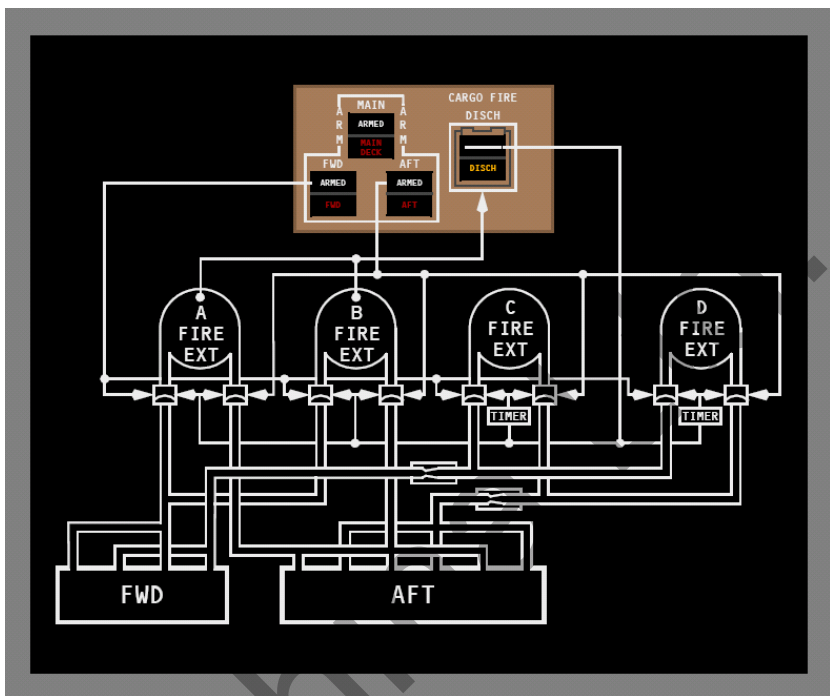 CARGO FIRE
MAIN
DISCH
A A
R R
M M
ARMED
MAIN
DECK
FWD AFT
ARMED ARMED
DISCH
FWD AFT
A B C D
FIRE FIRE FIRE FIRE
EXT EXT EXT EXT
TIMER TIMER
FWD AFT